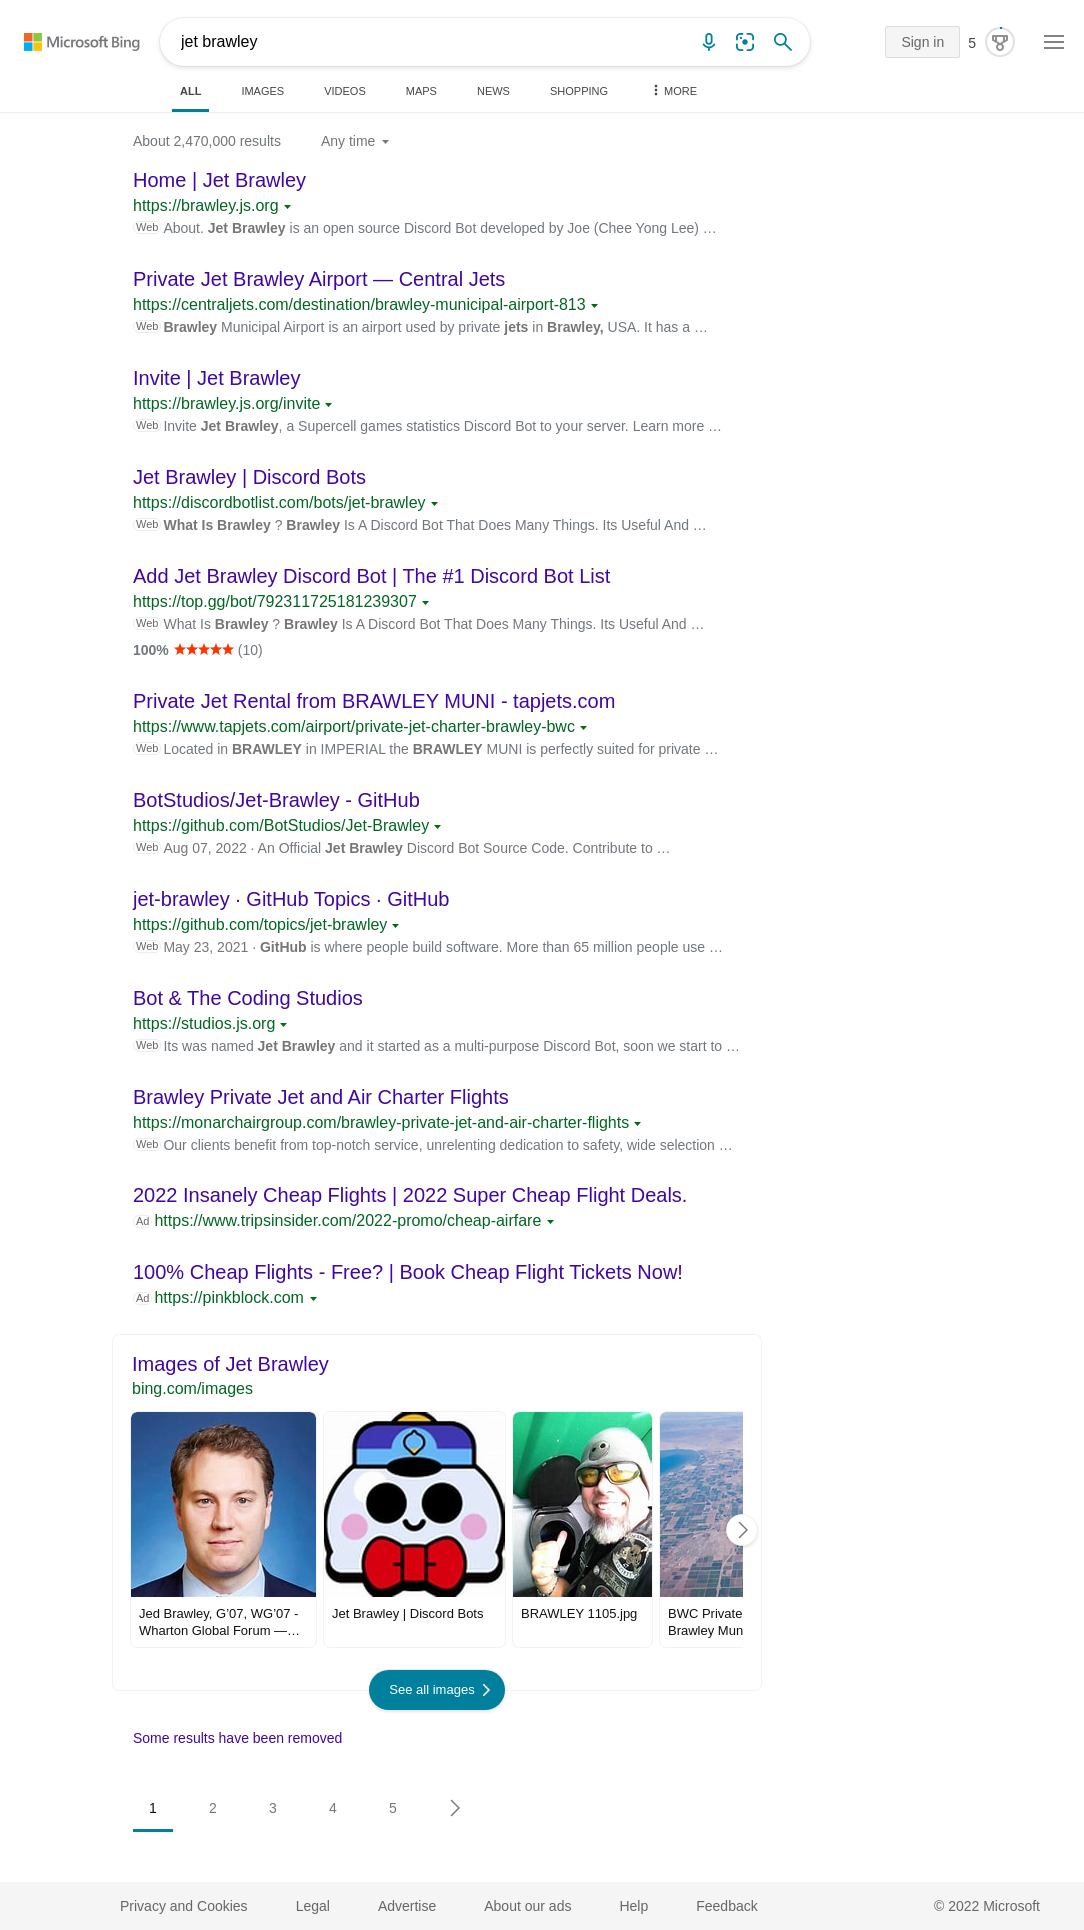 Microsoft Bing
jet brawley
Sign in
5
ALL IMAGES VIDEOS MAPS NEWS SHOPPING MORE
About 2,470,000 results Any time
Home | Jet Brawley
https://brawley.js.org
Web About. Jet Brawley is an open source Discord Bot developed by Joe (Chee Yong Lee) …
Private Jet Brawley Airport — Central Jets
https://centraljets.com/destination/brawley-municipal-airport-813
Web Brawley Municipal Airport is an airport used by private jets in Brawley, USA. It has a …
Invite | Jet Brawley
https://brawley.js.org/invite
Web Invite Jet Brawley, a Supercell games statistics Discord Bot to your server. Learn more …
Jet Brawley | Discord Bots
https://discordbotlist.com/bots/jet-brawley
Web What Is Brawley ? Brawley Is A Discord Bot That Does Many Things. Its Useful And …
Add Jet Brawley Discord Bot | The #1 Discord Bot List
https://top.gg/bot/792311725181239307
Web What Is Brawley ? Brawley Is A Discord Bot That Does Many Things. Its Useful And …
100% ★★★★★ (10)
Private Jet Rental from BRAWLEY MUNI - tapjets.com
https://www.tapjets.com/airport/private-jet-charter-brawley-bwc
Web Located in BRAWLEY in IMPERIAL the BRAWLEY MUNI is perfectly suited for private …
BotStudios/Jet-Brawley - GitHub
https://github.com/BotStudios/Jet-Brawley
Web Aug 07, 2022 · An Official Jet Brawley Discord Bot Source Code. Contribute to …
jet-brawley · GitHub Topics · GitHub
https://github.com/topics/jet-brawley
Web May 23, 2021 · GitHub is where people build software. More than 65 million people use …
Bot & The Coding Studios
https://studios.js.org
Web Its was named Jet Brawley and it started as a multi-purpose Discord Bot, soon we start to …
Brawley Private Jet and Air Charter Flights
https://monarchairgroup.com/brawley-private-jet-and-air-charter-flights
Web Our clients benefit from top-notch service, unrelenting dedication to safety, wide selection …
2022 Insanely Cheap Flights | 2022 Super Cheap Flight Deals.
Ad https://www.tripsinsider.com/2022-promo/cheap-airfare
100% Cheap Flights - Free? | Book Cheap Flight Tickets Now!
Ad https://pinkblock.com
Images of Jet Brawley
bing.com/images
Jed Brawley, G'07, WG'07 -
Wharton Global Forum —…
Jet Brawley | Discord Bots
BRAWLEY 1105.jpg
BWC Private
Brawley Mun
See all images
Some results have been removed
1 2 3 4 5
Privacy and Cookies Legal Advertise About our ads Help Feedback © 2022 Microsoft